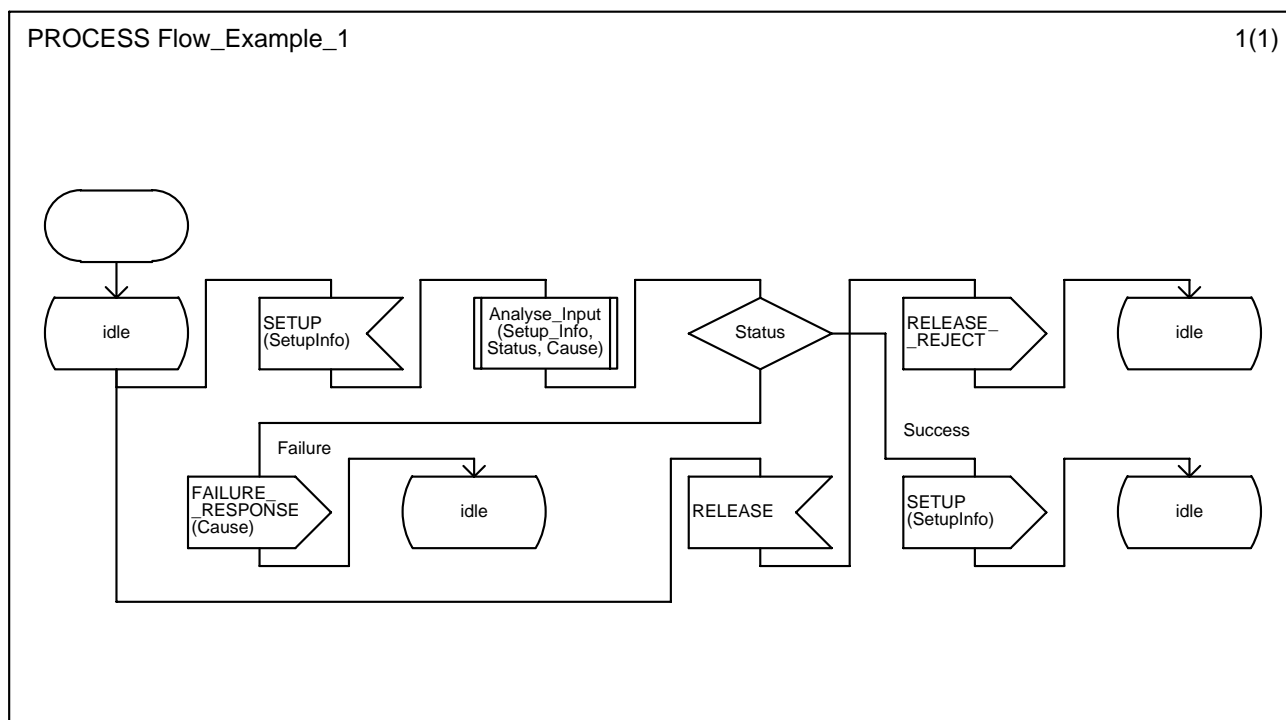 PROCESS Flow_Example_1
1(1)
idle
SETUP
(SetupInfo)
Analyse_Input
(Setup_Info,
Status, Cause)
Status
RELEASE_
_REJECT
idle
Failure
Success
FAILURE_
_RESPONSE
(Cause)
idle
RELEASE
SETUP
(SetupInfo)
idle